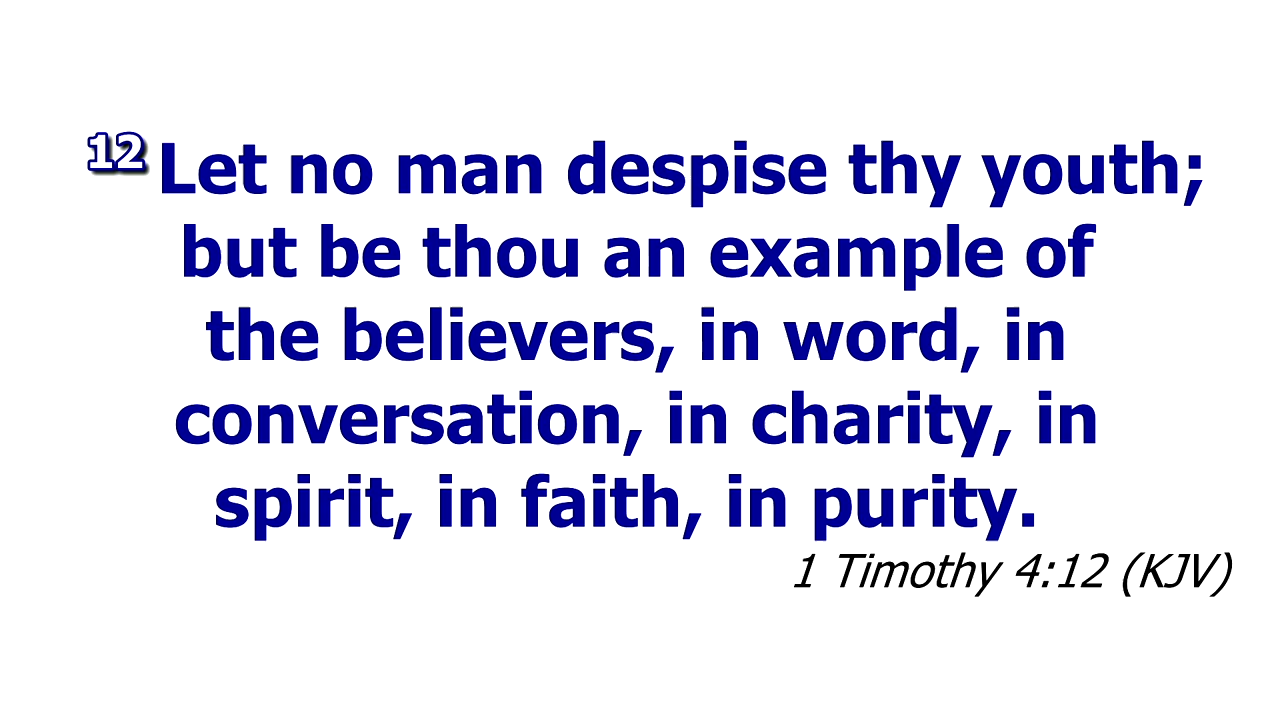 12 Let no man despise thy youth;
but be thou an example of
the believers, in word, in
conversation, in charity, in
spirit, in faith, in purity.
1 Timothy 4:12 (KJV)